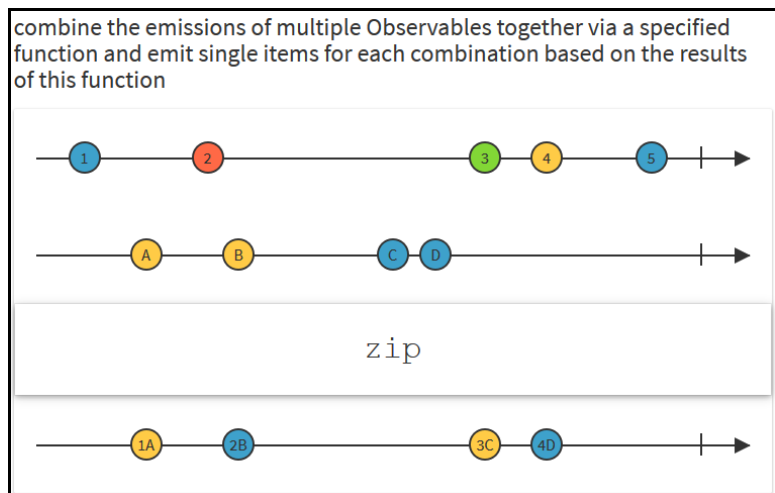 combine the emissions of multiple Observables together via a specified
function and emit single items for each combination based on the results
of this function
1 2 3 4 5
A B C D
zip
1A 2B 3C 4D